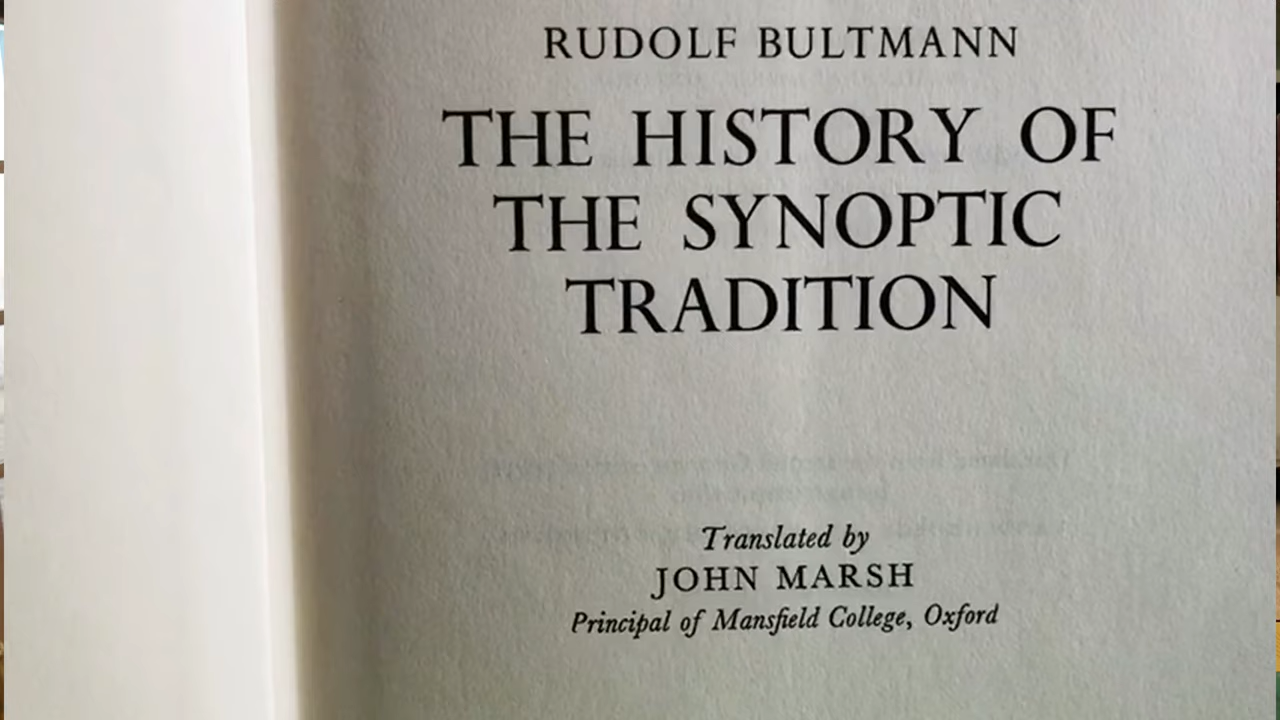 RUDOLF BULTMANN
THE HISTORY OF
THE SYNOPTIC
TRADITION
Translated by
JOHN MARSH
Principal of Mansfield College, Oxford